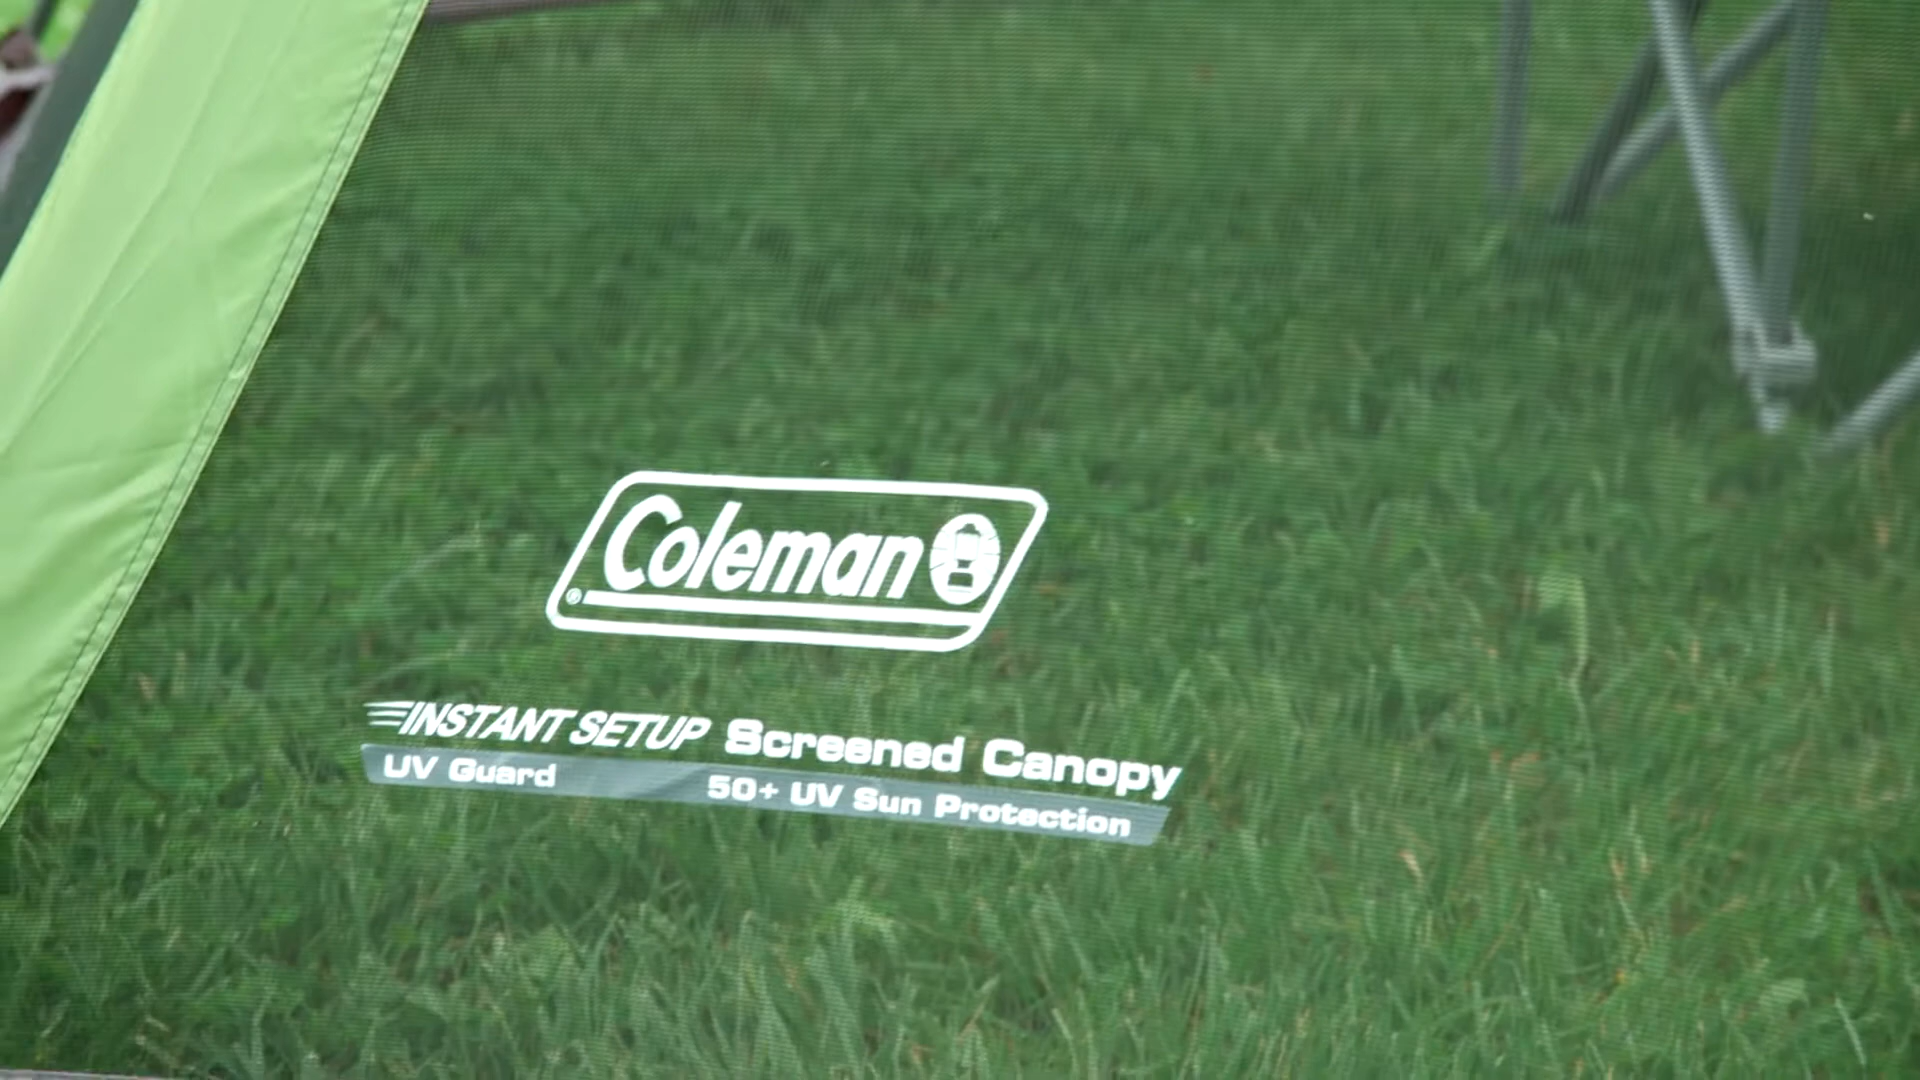 Coleman
®
INSTANT SETUP Screened Canopy
UV Guard 50+ UV Sun Protection